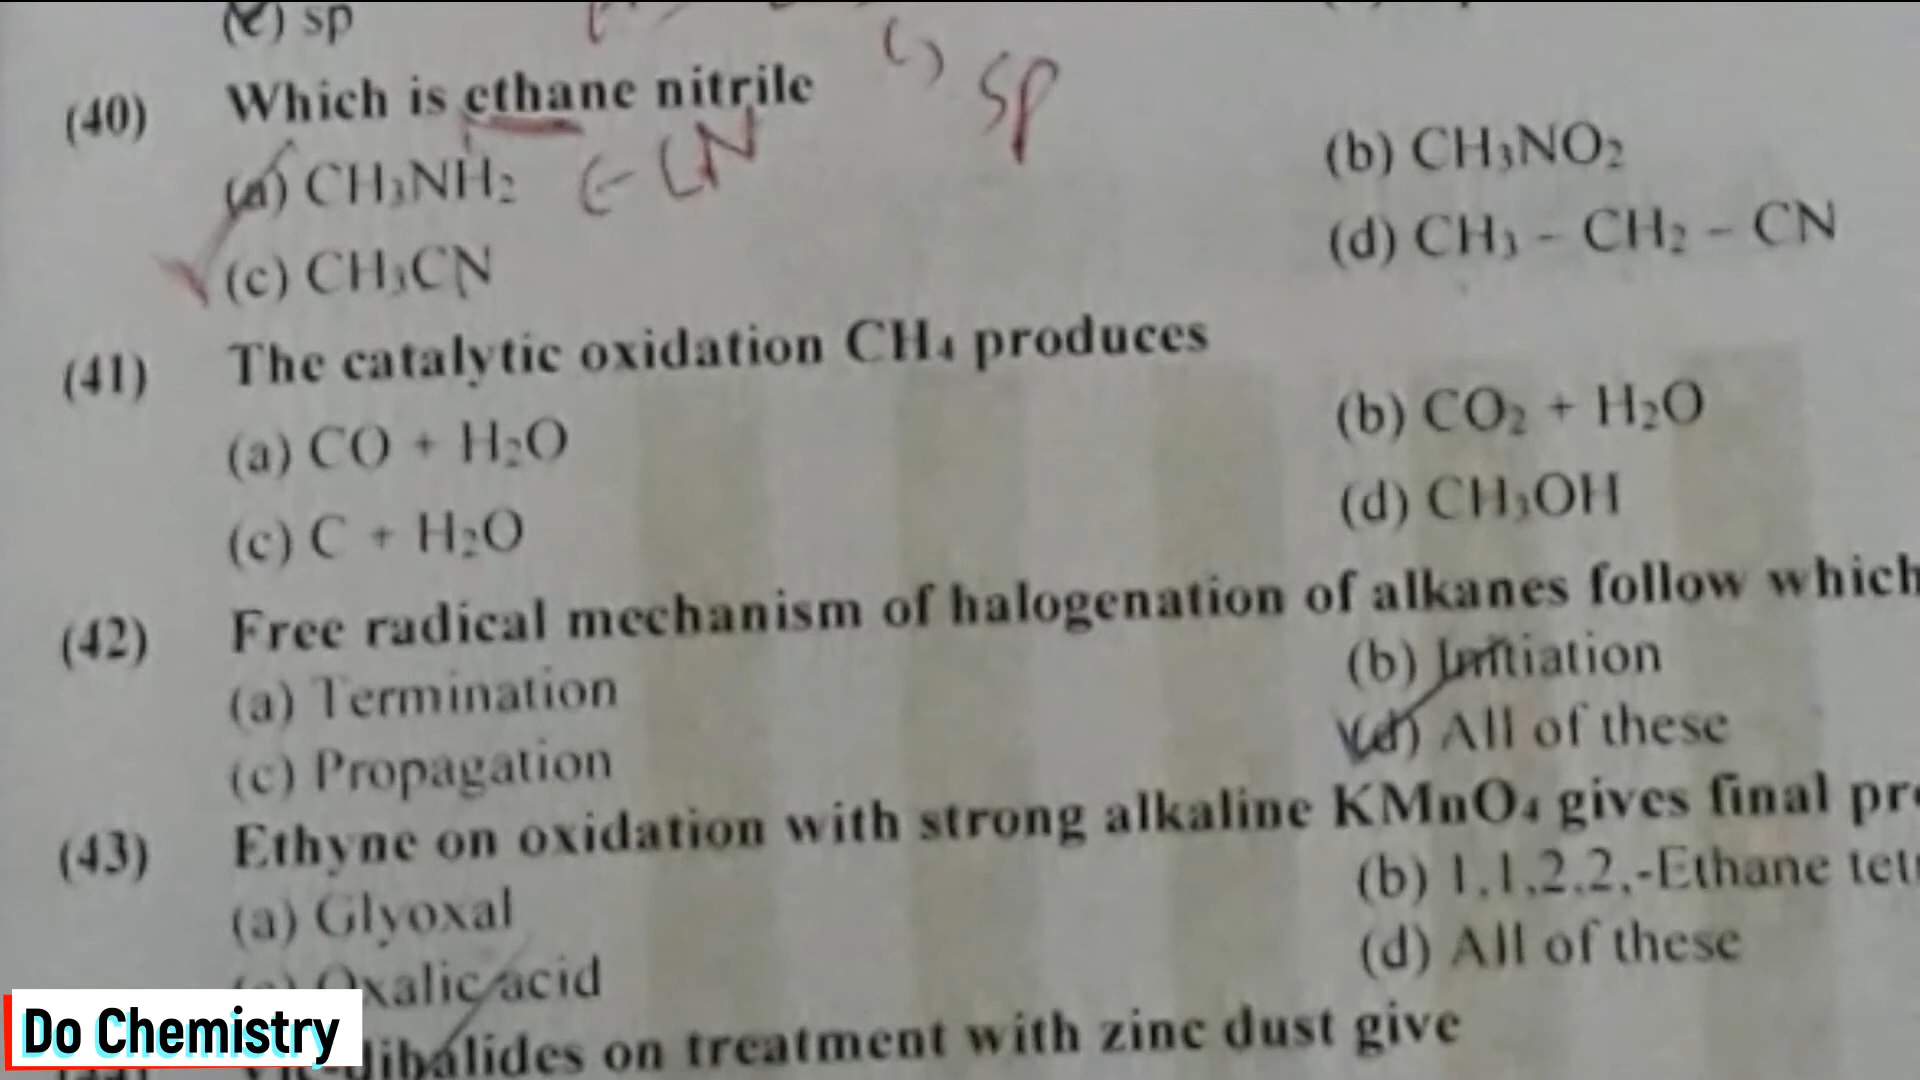 (c) sp
() sp
(40) Which is ethane nitrile
(a) CH₃NH₂ (b) CH₃NO₂
-CN
(c) CH₃CN (d) CH₃ – CH₂ – CN
(41) The catalytic oxidation CH₄ produces
(a) CO + H₂O (b) CO₂ + H₂O
(c) C + H₂O (d) CH₃OH
(42) Free radical mechanism of halogenation of alkanes follow which
(a) Termination (b) Initiation
(c) Propagation (d) All of these
(43) Ethyne on oxidation with strong alkaline KMnO₄ gives final
(a) Glyoxal (b) 1,1,2,2,-Ethane
Oxalic acid (d) All of these
dihalides on treatment with zinc dust give
Do Chemistry